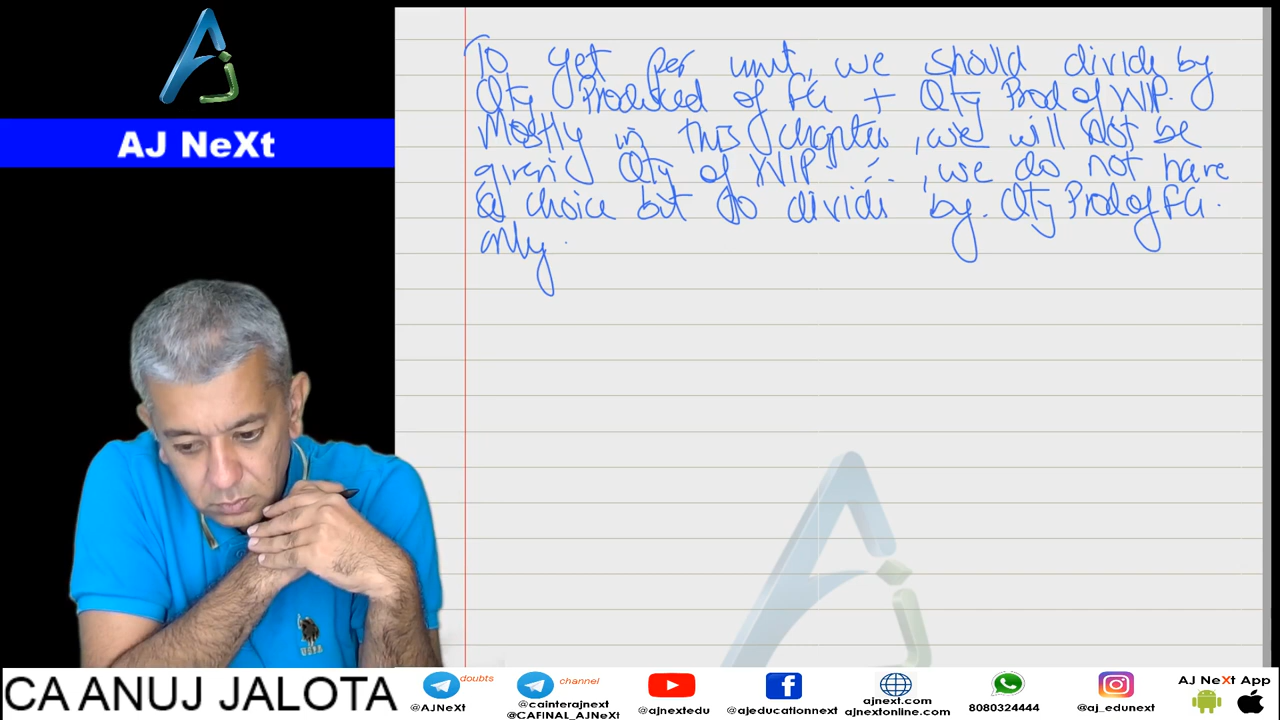 AJ NeXt
To get per unit, we should divide by
Qty Produced of FG + Qty Prod of WIP.
Mostly in this chapter, we will not be
given Qty of WIP. ∴, we do not have
a choice but to divide by. Qty Prod of FG.
only.
CA ANUJ JALOTA
doubts
@AJNeXt
channel
@cainterajnext
@CAFINAL_AJNeXt
@ajnextedu
@ajeducationnext
ajnext.com
ajnextonline.com
8080324444
@aj_edunext
AJ NeXt App